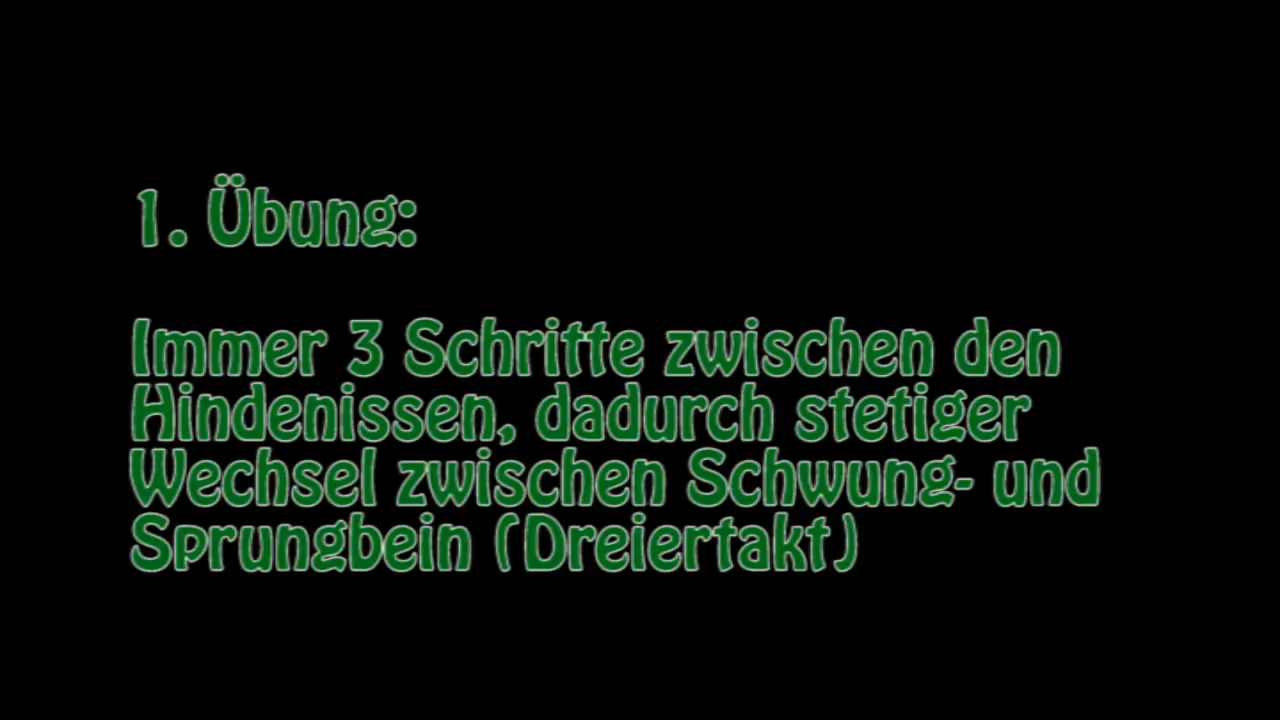 1. Übung:
Immer 3 Schritte zwischen den
Hindenissen, dadurch stetiger
Wechsel zwischen Schwung- und
Sprungbein (Dreiertakt)